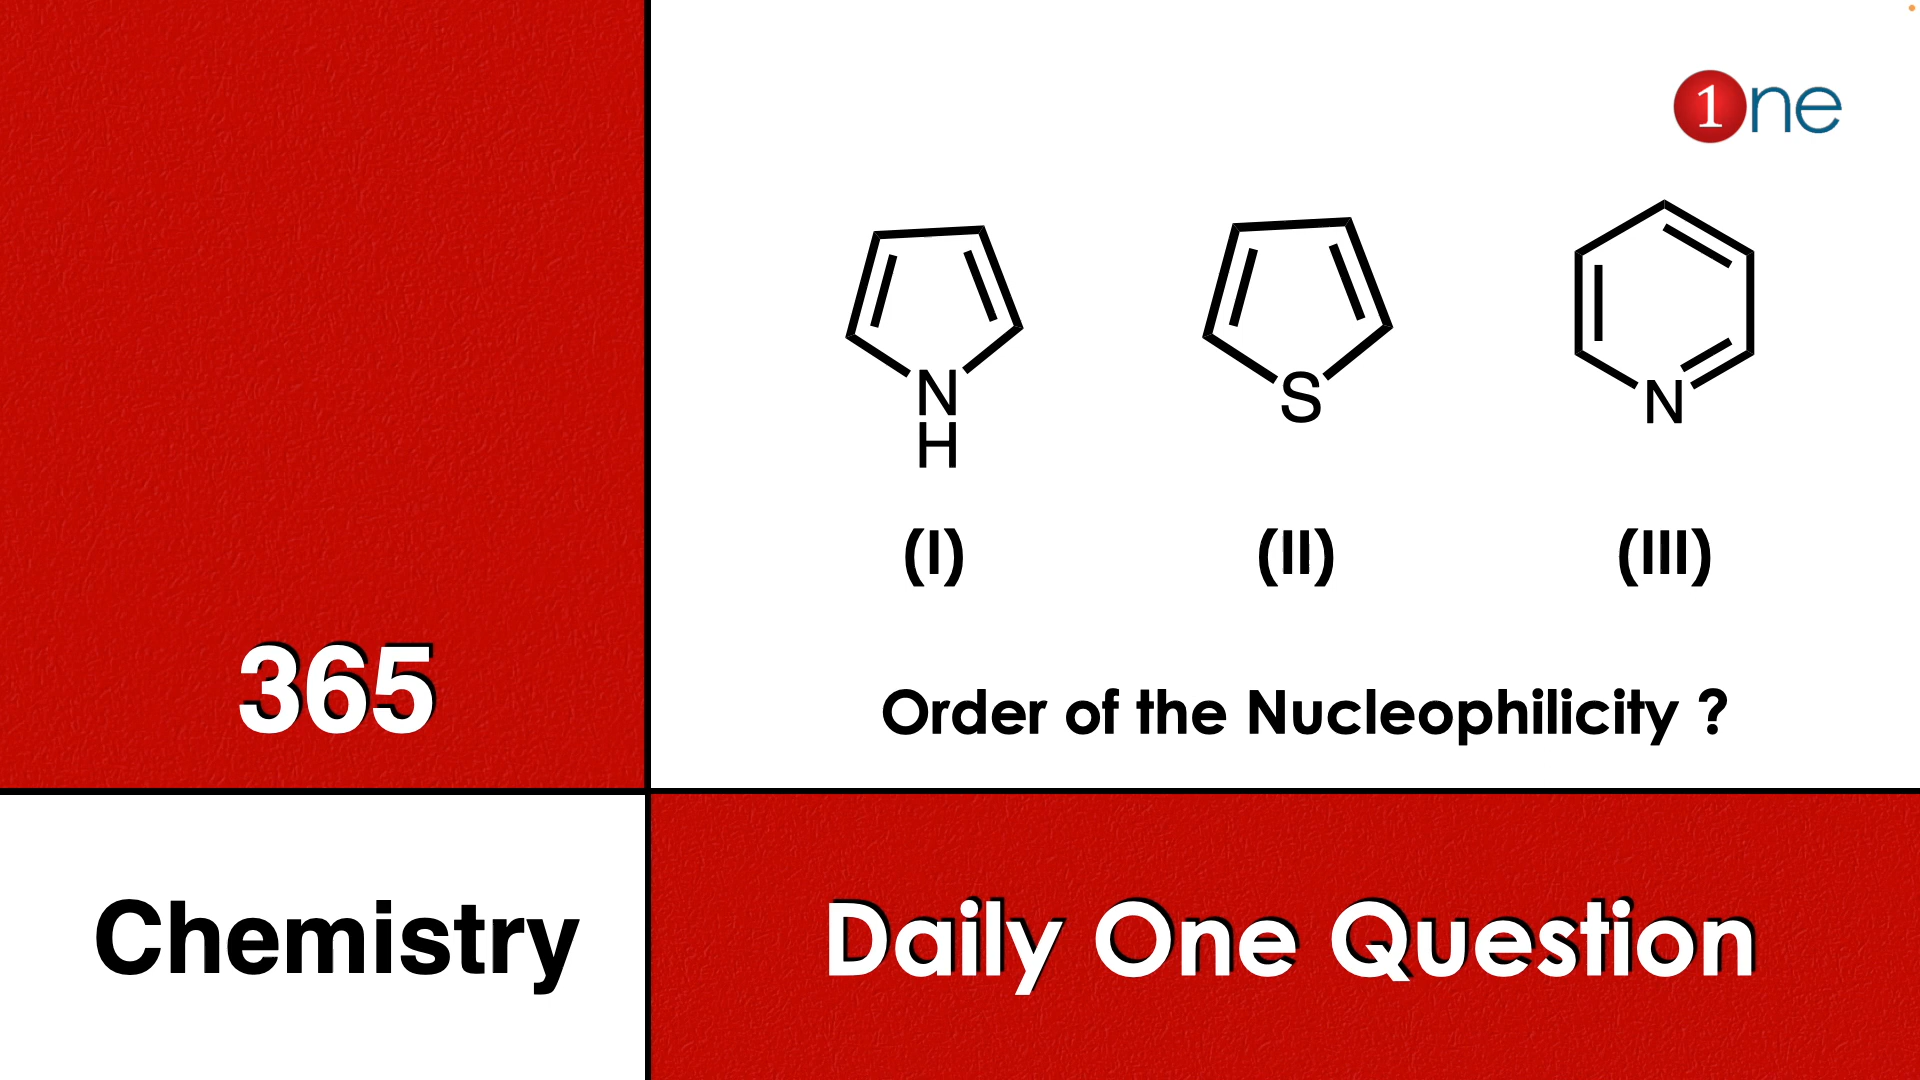 1ne
N
H
S
N
(I) (II) (III)
365
Order of the Nucleophilicity ?
Chemistry
Daily One Question